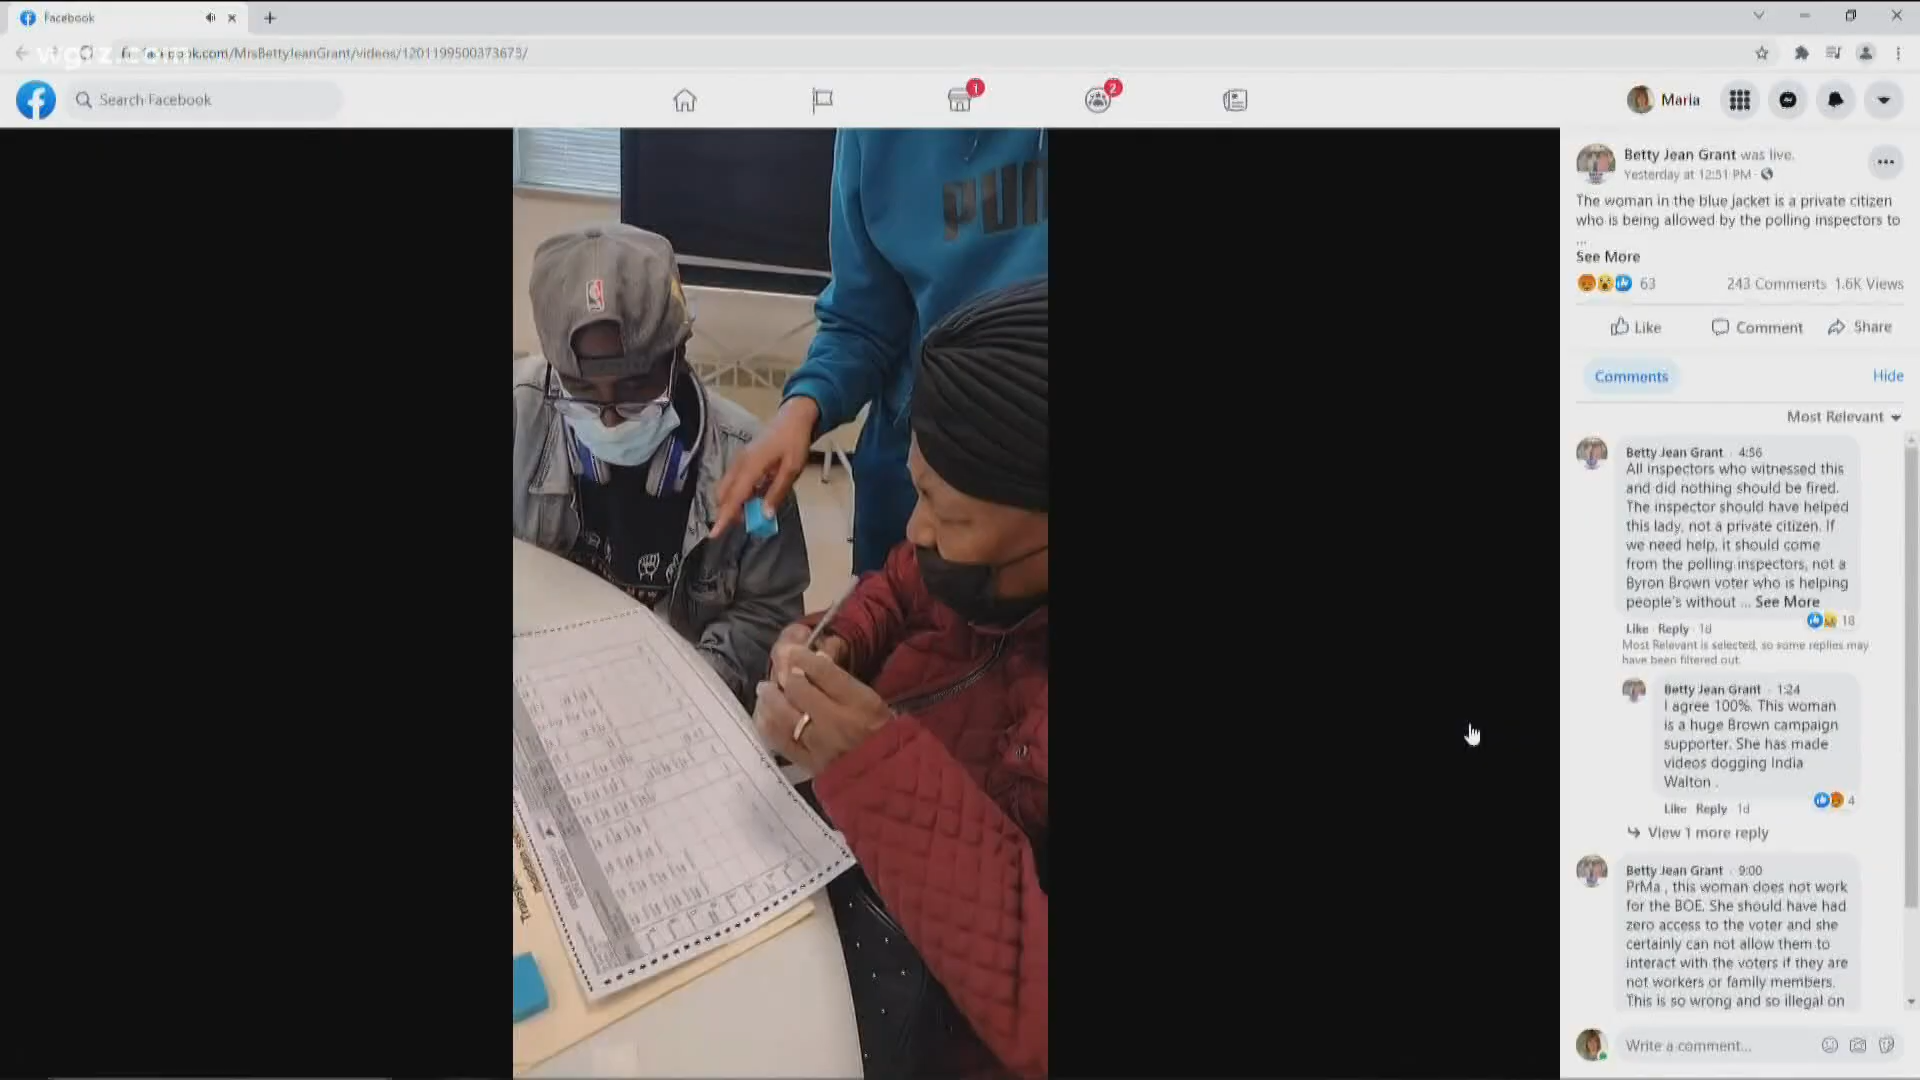 Facebook
wgrz.com
facebook.com/MrsBettyJeanGrant/videos/1201199500373673/
Search Facebook
1
2
Maria
PUM
Betty Jean Grant was live.
Yesterday at 12:51 PM ·
The woman in the blue jacket is a private citizen
who is being allowed by the polling inspectors to
...
See More
63
243 Comments 1.6K Views
Like
Comment
Share
Comments
Hide
Most Relevant
Betty Jean Grant · 4:56
All inspectors who witnessed this
and did nothing should be fired.
The inspector should have helped
this lady, not a private citizen. If
we need help, it should come
from the polling inspectors, not a
Byron Brown voter who is helping
people's without ... See More
18
Like Reply 1d
Most Relevant is selected, so some replies may
have been filtered out.
Betty Jean Grant · 1:24
I agree 100%. This woman
is a huge Brown campaign
supporter. She has made
videos dogging India
Walton .
4
Like Reply 1d
View 1 more reply
Betty Jean Grant · 9:00
PrMa , this woman does not work
for the BOE. She should have had
zero access to the voter and she
certainly can not allow them to
interact with the voters if they are
not workers or family members.
This is so wrong and so illegal on
Write a comment...